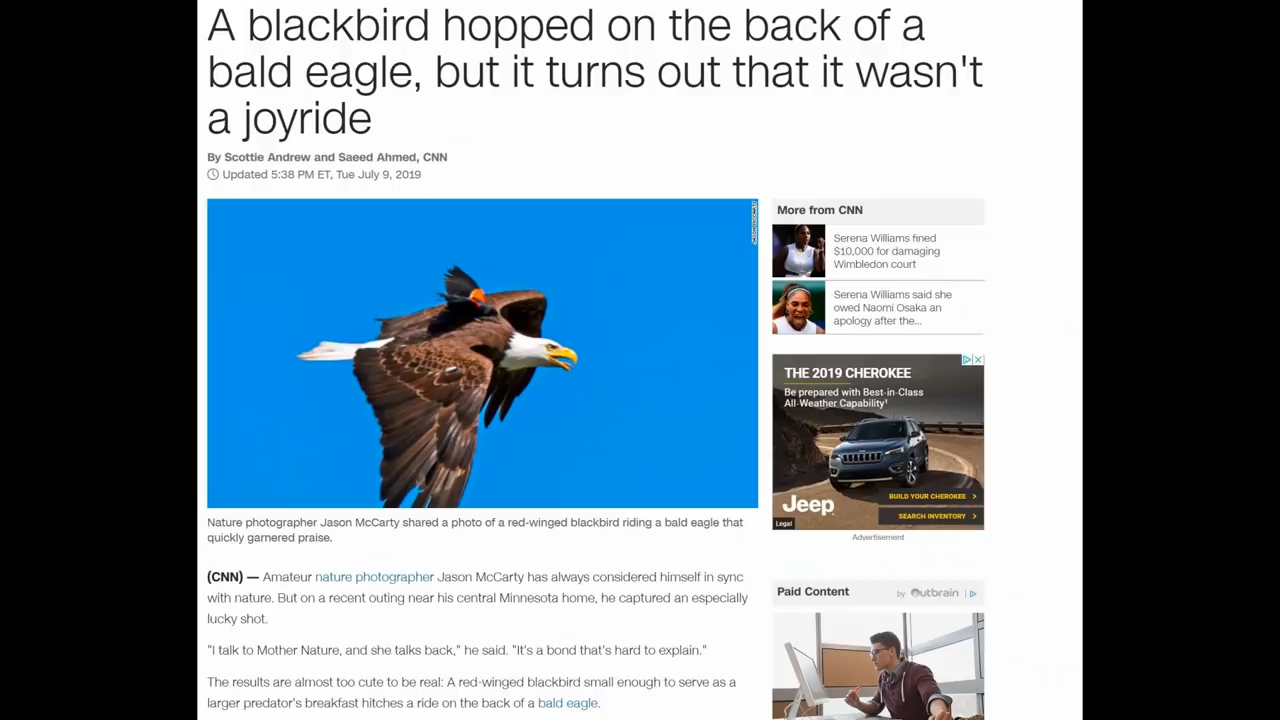 A blackbird hopped on the back of a
bald eagle, but it turns out that it wasn't
a joyride
By Scottie Andrew and Saeed Ahmed, CNN
Updated 5:38 PM ET, Tue July 9, 2019
More from CNN
Serena Williams fined
$10,000 for damaging
Wimbledon court
Serena Williams said she
owed Naomi Osaka an
apology after the...
THE 2019 CHEROKEE
Be prepared with Best-in-Class
All-Weather Capability¹
BUILD YOUR CHEROKEE >
Jeep
SEARCH INVENTORY >
Legal
Advertisement
Nature photographer Jason McCarty shared a photo of a red-winged blackbird riding a bald eagle that
quickly garnered praise.
(CNN) — Amateur nature photographer Jason McCarty has always considered himself in sync
with nature. But on a recent outing near his central Minnesota home, he captured an especially
lucky shot.
"I talk to Mother Nature, and she talks back," he said. "It's a bond that's hard to explain."
The results are almost too cute to be real: A red-winged blackbird small enough to serve as a
larger predator's breakfast hitches a ride on the back of a bald eagle.
Paid Content
by Outbrain